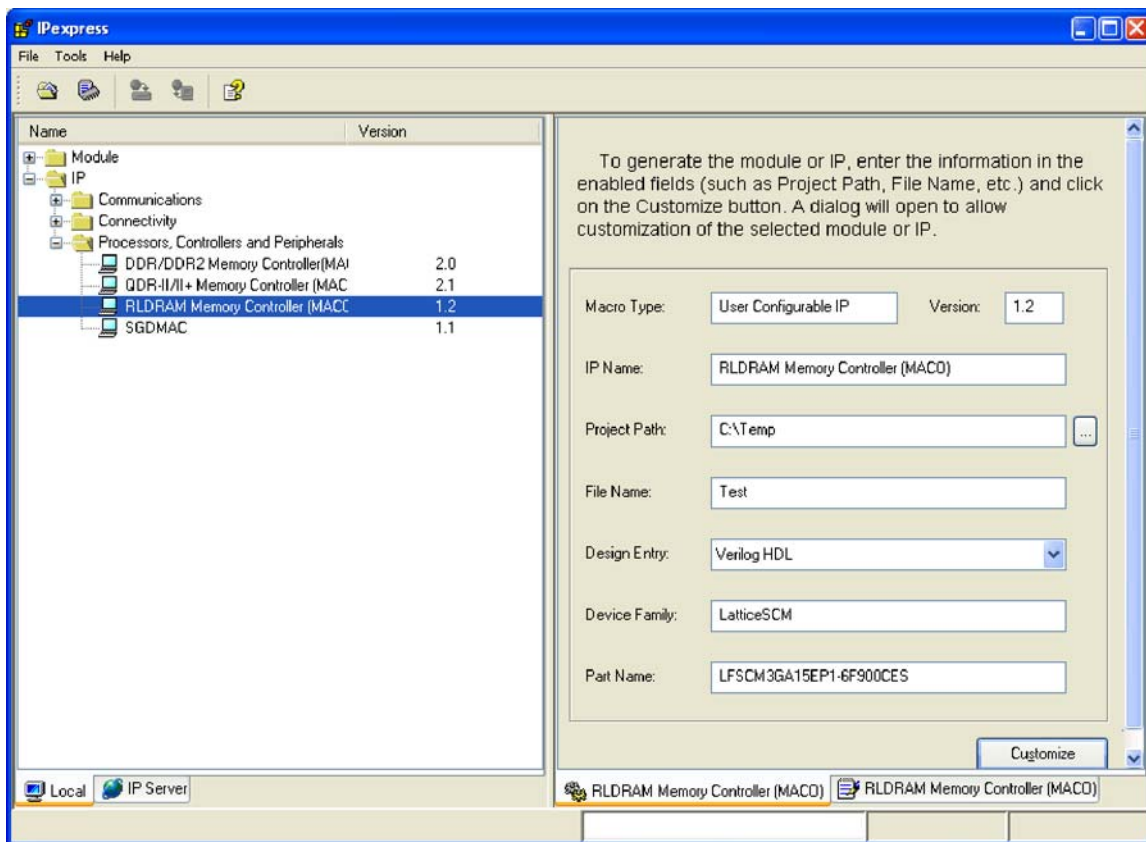 IPexpress
File Tools Help
Name Version
Module
IP
Communications
Connectivity
Processors, Controllers and Peripherals
DDR/DDR2 Memory Controller(MA 2.0
QDR-II/II+ Memory Controller (MAC 2.1
RLDRAM Memory Controller (MACC 1.2
SGDMAC 1.1
Local IP Server
To generate the module or IP, enter the information in the
enabled fields (such as Project Path, File Name, etc.) and click
on the Customize button. A dialog will open to allow
customization of the selected module or IP.
Macro Type: User Configurable IP Version: 1.2
IP Name: RLDRAM Memory Controller (MACO)
Project Path: C:\Temp ...
File Name: Test
Design Entry: Verilog HDL
Device Family: LatticeSCM
Part Name: LFSCM3GA15EP1-6F900CES
Customize
RLDRAM Memory Controller (MACO) RLDRAM Memory Controller (MACO)